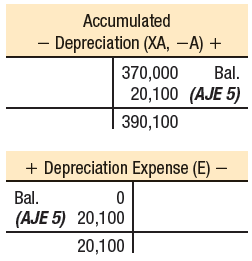 Accumulated
− Depreciation (XA, −A) +
370,000 Bal.
20,100 (AJE 5)
390,100
+ Depreciation Expense (E) −
Bal. 0
(AJE 5) 20,100
20,100